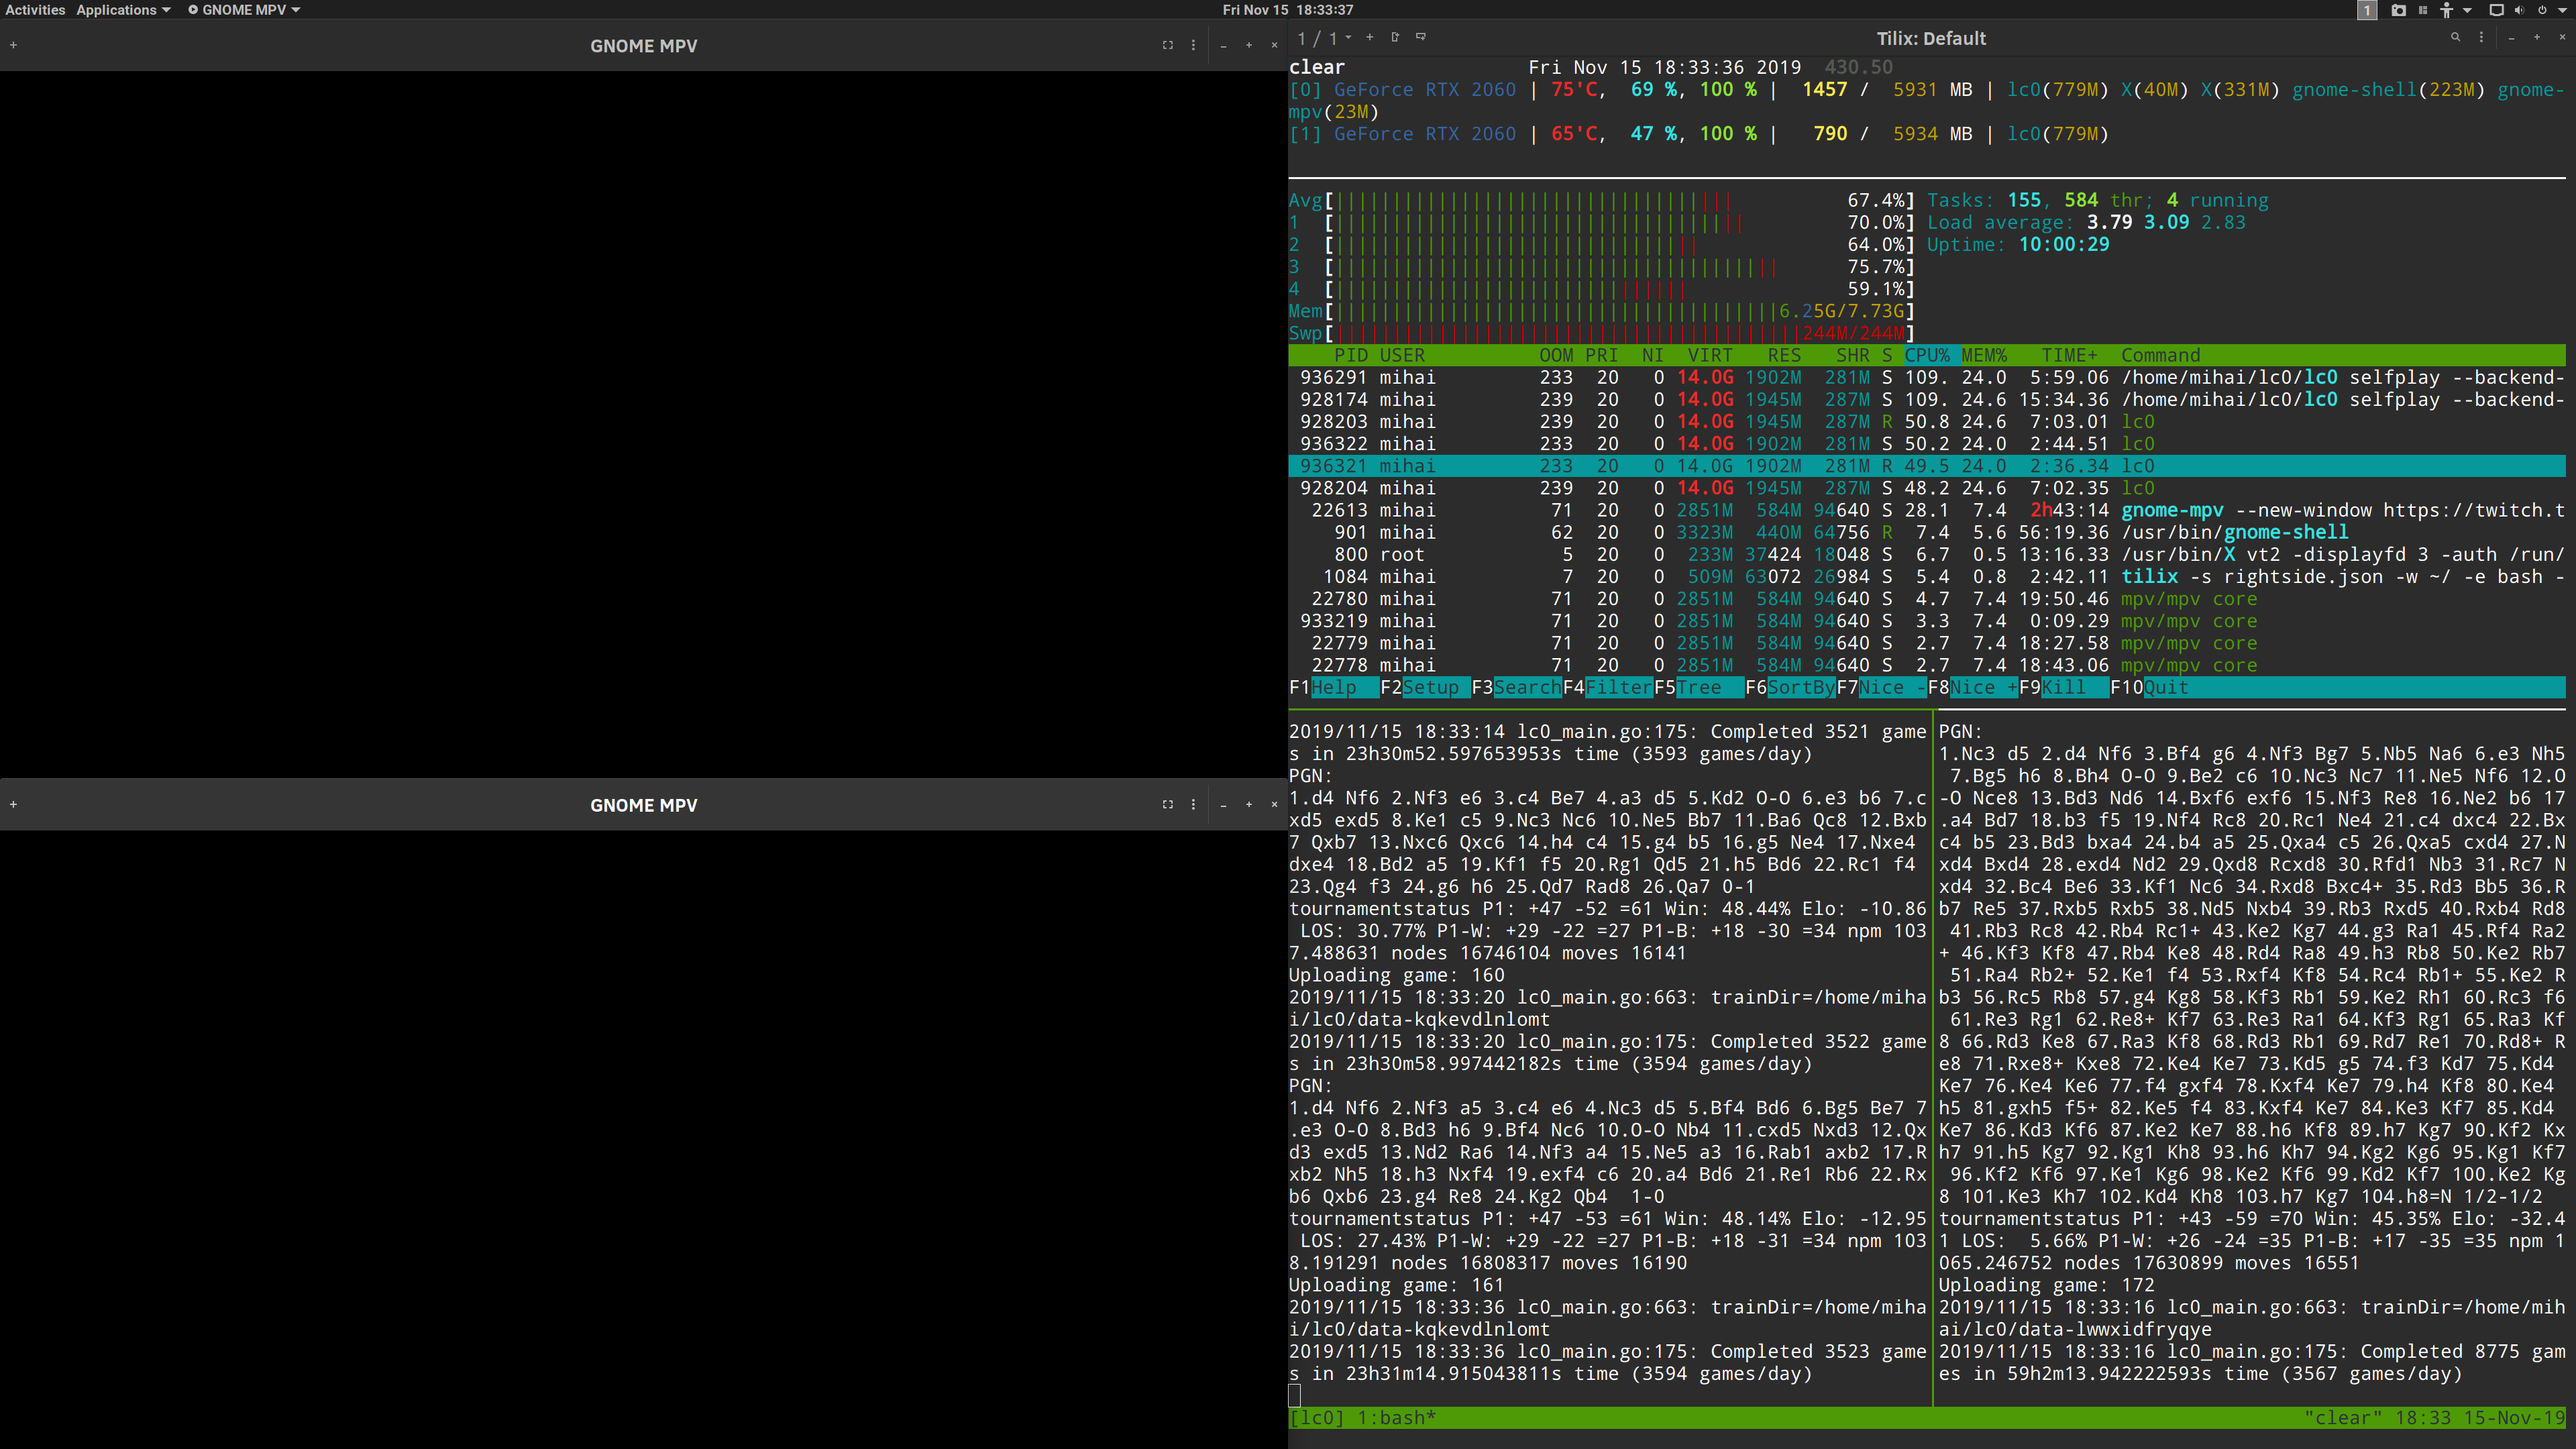 Activities Applications GNOME MPV Fri Nov 15 18:33:37 1
GNOME MPV
GNOME MPV
1 / 1 Tilix: Default
clear Fri Nov 15 18:33:36 2019 430.50
[0] GeForce RTX 2060 | 75'C, 69 %, 100 % | 1457 / 5931 MB | lc0(779M) X(40M) X(331M) gnome-shell(223M) gnome-
mpv(23M)
[1] GeForce RTX 2060 | 65'C, 47 %, 100 % | 790 / 5934 MB | lc0(779M)
Avg[ 67.4%] Tasks: 155, 584 thr; 4 running
1 [ 70.0%] Load average: 3.79 3.09 2.83
2 [ 64.0%] Uptime: 10:00:29
3 [ 75.7%]
4 [ 59.1%]
Mem[ 6.25G/7.73G]
Swp[ 244M/244M]
PID USER OOM PRI NI VIRT RES SHR S CPU% MEM% TIME+ Command
936291 mihai 233 20 0 14.0G 1902M 281M S 109. 24.0 5:59.06 /home/mihai/lc0/lc0 selfplay --backend-
928174 mihai 239 20 0 14.0G 1945M 287M S 109. 24.6 15:34.36 /home/mihai/lc0/lc0 selfplay --backend-
928203 mihai 239 20 0 14.0G 1945M 287M R 50.8 24.6 7:03.01 lc0
936322 mihai 233 20 0 14.0G 1902M 281M S 50.2 24.0 2:44.51 lc0
936321 mihai 233 20 0 14.0G 1902M 281M R 49.5 24.0 2:36.34 lc0
928204 mihai 239 20 0 14.0G 1945M 287M S 48.2 24.6 7:02.35 lc0
22613 mihai 71 20 0 2851M 584M 94640 S 28.1 7.4 2h43:14 gnome-mpv --new-window https://twitch.t
901 mihai 62 20 0 3323M 440M 64756 R 7.4 5.6 56:19.36 /usr/bin/gnome-shell
800 root 5 20 0 233M 37424 18048 S 6.7 0.5 13:16.33 /usr/bin/X vt2 -displayfd 3 -auth /run/
1084 mihai 7 20 0 509M 63072 26984 S 5.4 0.8 2:42.11 tilix -s rightside.json -w ~/ -e bash -
22780 mihai 71 20 0 2851M 584M 94640 S 4.7 7.4 19:50.46 mpv/mpv core
933219 mihai 71 20 0 2851M 584M 94640 S 3.3 7.4 0:09.29 mpv/mpv core
22779 mihai 71 20 0 2851M 584M 94640 S 2.7 7.4 18:27.58 mpv/mpv core
22778 mihai 71 20 0 2851M 584M 94640 S 2.7 7.4 18:43.06 mpv/mpv core
F1Help F2Setup F3SearchF4FilterF5Tree F6SortByF7Nice -F8Nice +F9Kill F10Quit
2019/11/15 18:33:14 lc0_main.go:175: Completed 3521 game
s in 23h30m52.597653953s time (3593 games/day)
PGN:
1.d4 Nf6 2.Nf3 e6 3.c4 Be7 4.a3 d5 5.Kd2 O-O 6.e3 b6 7.c
xd5 exd5 8.Ke1 c5 9.Nc3 Nc6 10.Ne5 Bb7 11.Ba6 Qc8 12.Bxb
7 Qxb7 13.Nxc6 Qxc6 14.h4 c4 15.g4 b5 16.g5 Ne4 17.Nxe4
dxe4 18.Bd2 a5 19.Kf1 f5 20.Rg1 Qd5 21.h5 Bd6 22.Rc1 f4
23.Qg4 f3 24.g6 h6 25.Qd7 Rad8 26.Qa7 0-1
tournamentstatus P1: +47 -52 =61 Win: 48.44% Elo: -10.86
LOS: 30.77% P1-W: +29 -22 =27 P1-B: +18 -30 =34 npm 103
7.488631 nodes 16746104 moves 16141
Uploading game: 160
2019/11/15 18:33:20 lc0_main.go:663: trainDir=/home/miha
i/lc0/data-kqkevdlnlomt
2019/11/15 18:33:20 lc0_main.go:175: Completed 3522 game
s in 23h30m58.997442182s time (3594 games/day)
PGN:
1.d4 Nf6 2.Nf3 a5 3.c4 e6 4.Nc3 d5 5.Bf4 Bd6 6.Bg5 Be7 7
.e3 O-O 8.Bd3 h6 9.Bf4 Nc6 10.O-O Nb4 11.cxd5 Nxd3 12.Qx
d3 exd5 13.Nd2 Ra6 14.Nf3 a4 15.Ne5 a3 16.Rab1 axb2 17.R
xb2 Nh5 18.h3 Nxf4 19.exf4 c6 20.a4 Bd6 21.Re1 Rb6 22.Rx
b6 Qxb6 23.g4 Re8 24.Kg2 Qb4 1-0
tournamentstatus P1: +47 -53 =61 Win: 48.14% Elo: -12.95
LOS: 27.43% P1-W: +29 -22 =27 P1-B: +18 -31 =34 npm 103
8.191291 nodes 16808317 moves 16190
Uploading game: 161
2019/11/15 18:33:36 lc0_main.go:663: trainDir=/home/miha
i/lc0/data-kqkevdlnlomt
2019/11/15 18:33:36 lc0_main.go:175: Completed 3523 game
s in 23h31m14.915043811s time (3594 games/day)
PGN:
1.Nc3 d5 2.d4 Nf6 3.Bf4 g6 4.Nf3 Bg7 5.Nb5 Na6 6.e3 Nh5
7.Bg5 h6 8.Bh4 O-O 9.Be2 c6 10.Nc3 Nc7 11.Ne5 Nf6 12.O
-O Nce8 13.Bd3 Nd6 14.Bxf6 exf6 15.Nf3 Re8 16.Ne2 b6 17
.a4 Bd7 18.b3 f5 19.Nf4 Rc8 20.Rc1 Ne4 21.c4 dxc4 22.Bx
c4 b5 23.Bd3 bxa4 24.b4 a5 25.Qxa4 c5 26.Qxa5 cxd4 27.N
xd4 Bxd4 28.exd4 Nd2 29.Qxd8 Rcxd8 30.Rfd1 Nb3 31.Rc7 N
xd4 32.Bc4 Be6 33.Kf1 Nc6 34.Rxd8 Bxc4+ 35.Rd3 Bb5 36.R
b7 Re5 37.Rxb5 Rxb5 38.Nd5 Nxb4 39.Rb3 Rxd5 40.Rxb4 Rd8
41.Rb3 Rc8 42.Rb4 Rc1+ 43.Ke2 Kg7 44.g3 Ra1 45.Rf4 Ra2
+ 46.Kf3 Kf8 47.Rb4 Ke8 48.Rd4 Ra8 49.h3 Rb8 50.Ke2 Rb7
51.Ra4 Rb2+ 52.Ke1 f4 53.Rxf4 Kf8 54.Rc4 Rb1+ 55.Ke2 R
b3 56.Rc5 Rb8 57.g4 Kg8 58.Kf3 Rb1 59.Ke2 Rh1 60.Rc3 f6
61.Re3 Rg1 62.Re8+ Kf7 63.Re3 Ra1 64.Kf3 Rg1 65.Ra3 Kf
8 66.Rd3 Ke8 67.Ra3 Kf8 68.Rd3 Rb1 69.Rd7 Re1 70.Rd8+ R
e8 71.Rxe8+ Kxe8 72.Ke4 Ke7 73.Kd5 g5 74.f3 Kd7 75.Kd4
Ke7 76.Ke4 Ke6 77.f4 gxf4 78.Kxf4 Ke7 79.h4 Kf8 80.Ke4
h5 81.gxh5 f5+ 82.Ke5 f4 83.Kxf4 Ke7 84.Ke3 Kf7 85.Kd4
Ke7 86.Kd3 Kf6 87.Ke2 Ke7 88.h6 Kf8 89.h7 Kg7 90.Kf2 Kx
h7 91.h5 Kg7 92.Kg1 Kh8 93.h6 Kh7 94.Kg2 Kg6 95.Kg1 Kf7
96.Kf2 Kf6 97.Ke1 Kg6 98.Ke2 Kf6 99.Kd2 Kf7 100.Ke2 Kg
8 101.Ke3 Kh7 102.Kd4 Kh8 103.h7 Kg7 104.h8=N 1/2-1/2
tournamentstatus P1: +43 -59 =70 Win: 45.35% Elo: -32.4
1 LOS: 5.66% P1-W: +26 -24 =35 P1-B: +17 -35 =35 npm 1
065.246752 nodes 17630899 moves 16551
Uploading game: 172
2019/11/15 18:33:16 lc0_main.go:663: trainDir=/home/mih
ai/lc0/data-lwwxidfryqye
2019/11/15 18:33:16 lc0_main.go:175: Completed 8775 gam
es in 59h2m13.942222593s time (3567 games/day)
[lc0] 1:bash* "clear" 18:33 15-Nov-19